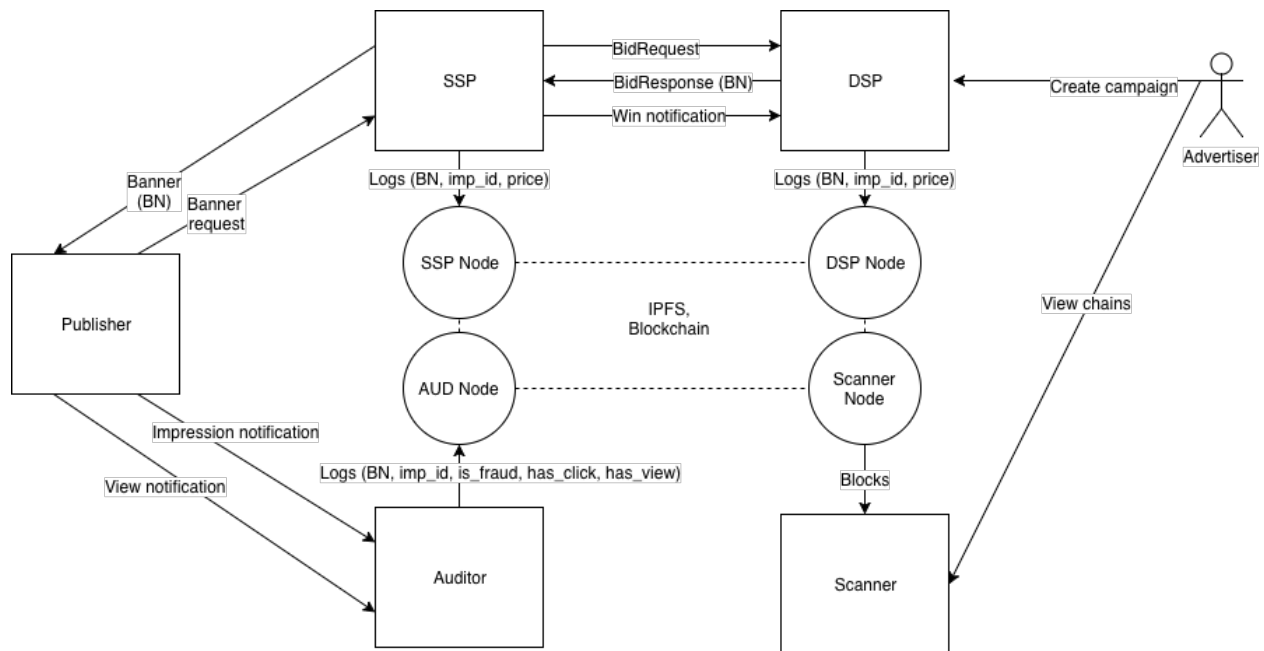 SSP
BidRequest
BidResponse (BN)
Win notification
DSP
Create campaign
Advertiser
Logs (BN, imp_id, price)
Logs (BN, imp_id, price)
Banner
(BN)
Banner
request
SSP Node
DSP Node
Publisher
IPFS,
Blockchain
View chains
AUD Node
Scanner
Node
Impression notification
View notification
Logs (BN, imp_id, is_fraud, has_click, has_view)
Blocks
Auditor
Scanner